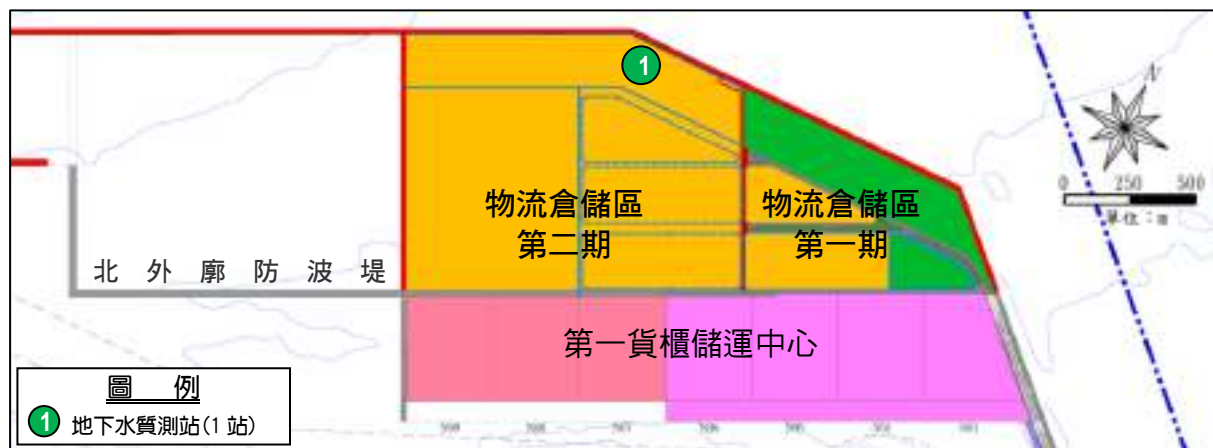 1
N
0 250 500
單位：m
物流倉儲區
第二期
物流倉儲區
第一期
北外廓防波堤
第一貨櫃儲運中心
圖 例
1 地下水質測站(1 站)